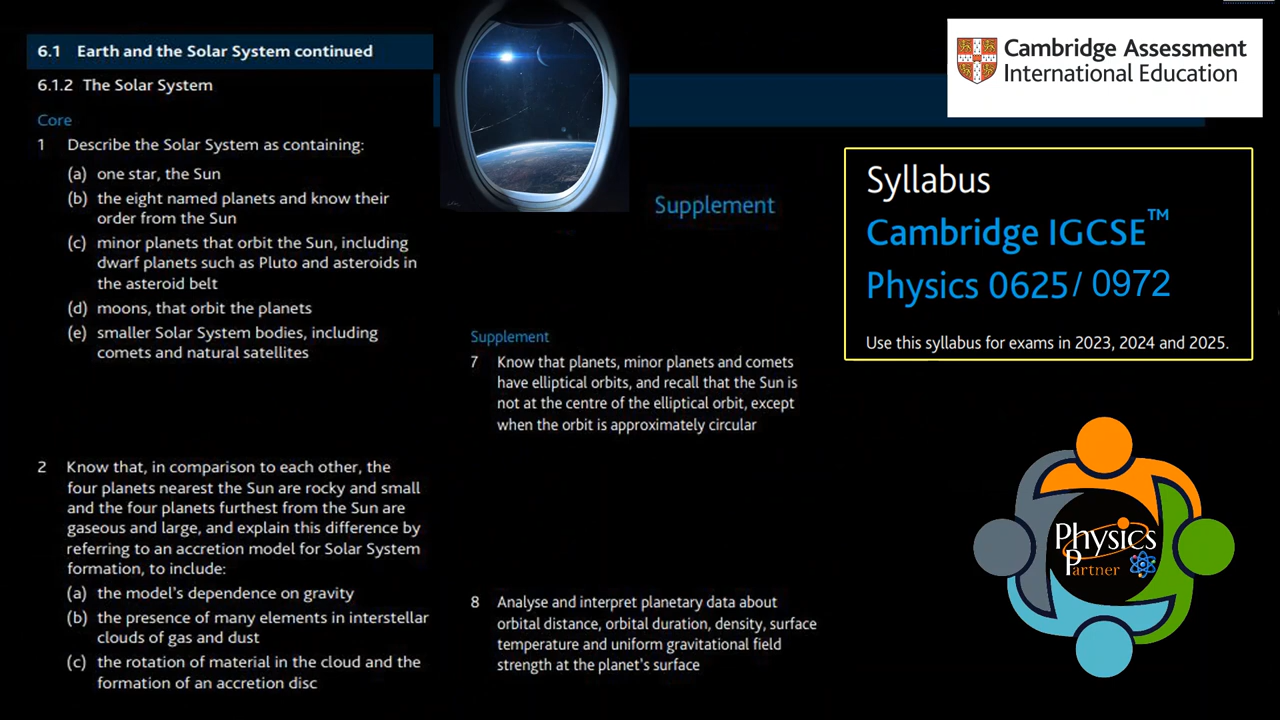 6.1 Earth and the Solar System continued
6.1.2 The Solar System
Core
1 Describe the Solar System as containing:
(a) one star, the Sun
(b) the eight named planets and know their
order from the Sun
(c) minor planets that orbit the Sun, including
dwarf planets such as Pluto and asteroids in
the asteroid belt
(d) moons, that orbit the planets
(e) smaller Solar System bodies, including
comets and natural satellites
2 Know that, in comparison to each other, the
four planets nearest the Sun are rocky and small
and the four planets furthest from the Sun are
gaseous and large, and explain this difference by
referring to an accretion model for Solar System
formation, to include:
(a) the model's dependence on gravity
(b) the presence of many elements in interstellar
clouds of gas and dust
(c) the rotation of material in the cloud and the
formation of an accretion disc
Supplement
Supplement
7 Know that planets, minor planets and comets
have elliptical orbits, and recall that the Sun is
not at the centre of the elliptical orbit, except
when the orbit is approximately circular
8 Analyse and interpret planetary data about
orbital distance, orbital duration, density, surface
temperature and uniform gravitational field
strength at the planet's surface
Cambridge Assessment
International Education
Syllabus
Cambridge IGCSE™
Physics 0625/ 0972
Use this syllabus for exams in 2023, 2024 and 2025.
Physics
Partner